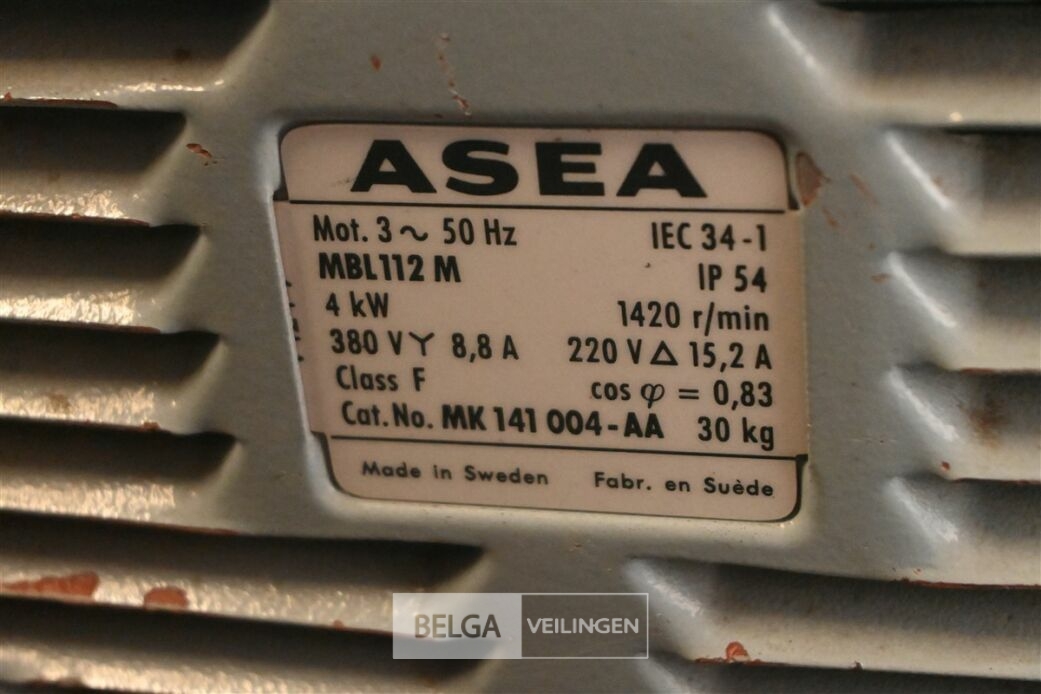 ASEA
Mot. 3 ~ 50 Hz IEC 34-1
MBL112 M IP 54
4 kW 1420 r/min
380 V Y 8,8 A 220 V Δ 15,2 A
Class F cos φ = 0,83
Cat.No. MK 141 004-AA 30 kg
Made in Sweden Fabr. en Suède
BELGA VEILINGEN